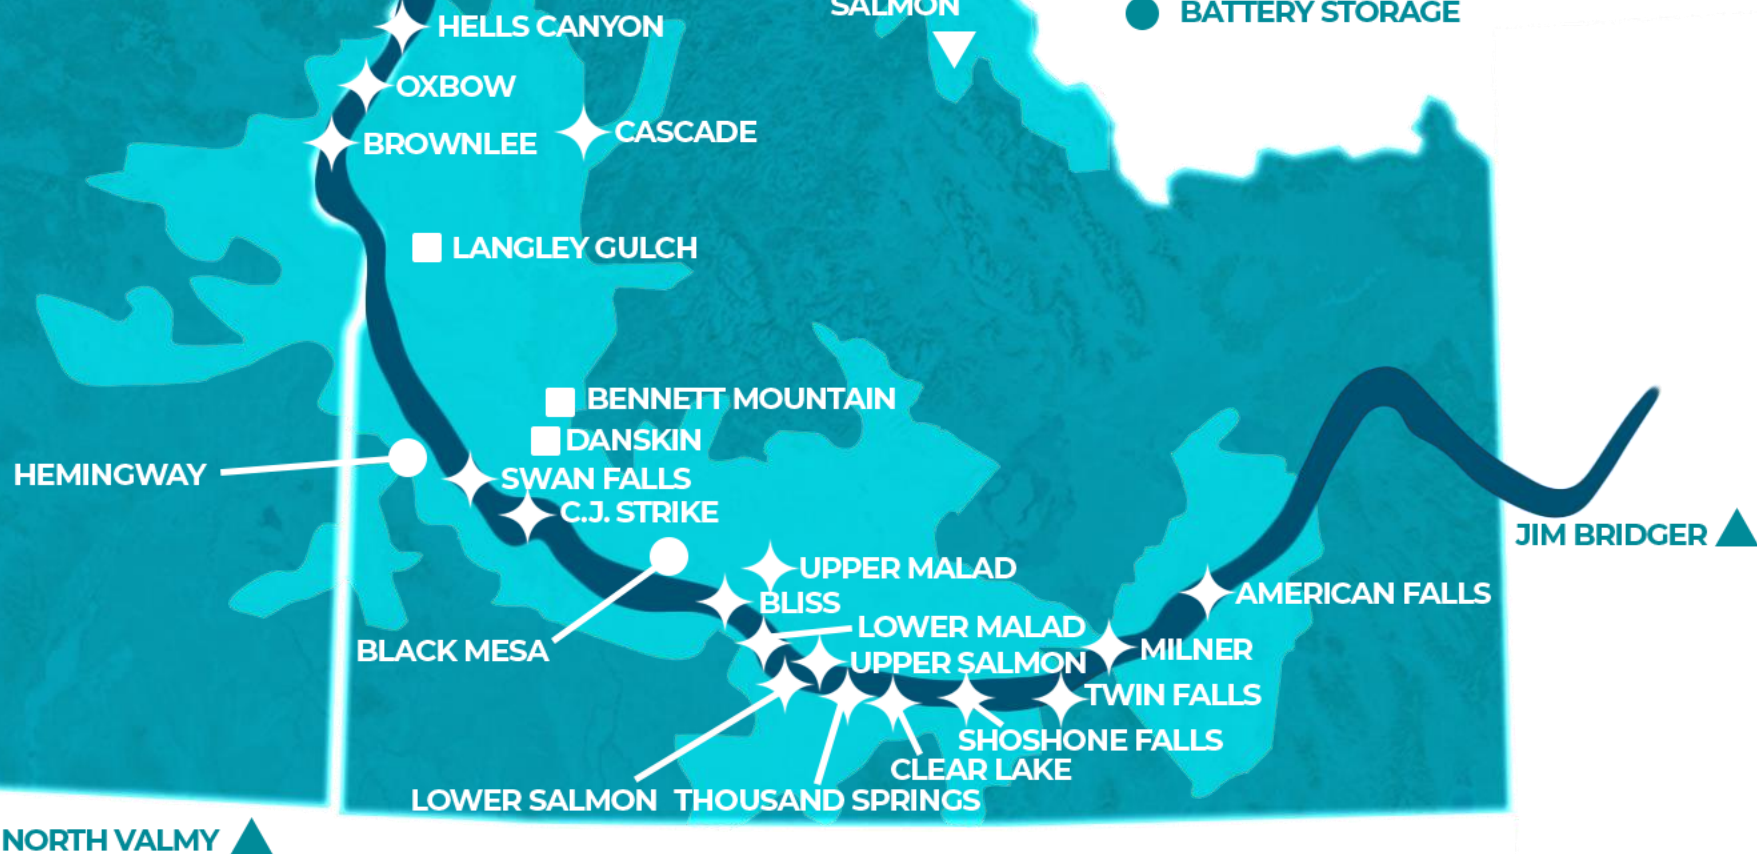 SALMON
BATTERY STORAGE
HELLS CANYON
OXBOW
CASCADE
BROWNLEE
LANGLEY GULCH
BENNETT MOUNTAIN
DANSKIN
HEMINGWAY
SWAN FALLS
C.J. STRIKE
JIM BRIDGER
UPPER MALAD
AMERICAN FALLS
BLISS
LOWER MALAD
BLACK MESA
MILNER
UPPER SALMON
TWIN FALLS
SHOSHONE FALLS
CLEAR LAKE
LOWER SALMON
THOUSAND SPRINGS
NORTH VALMY